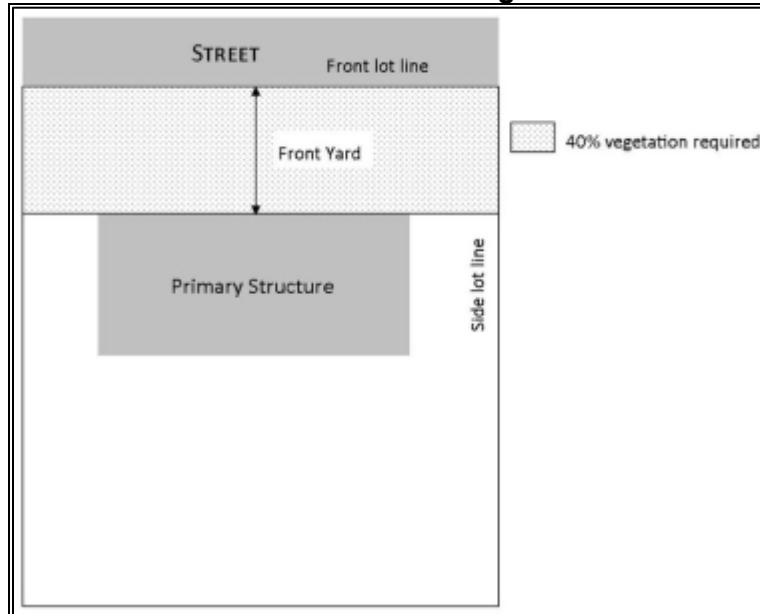 STREET
Front lot line
Front Yard
40% vegetation required
Side lot line
Primary Structure